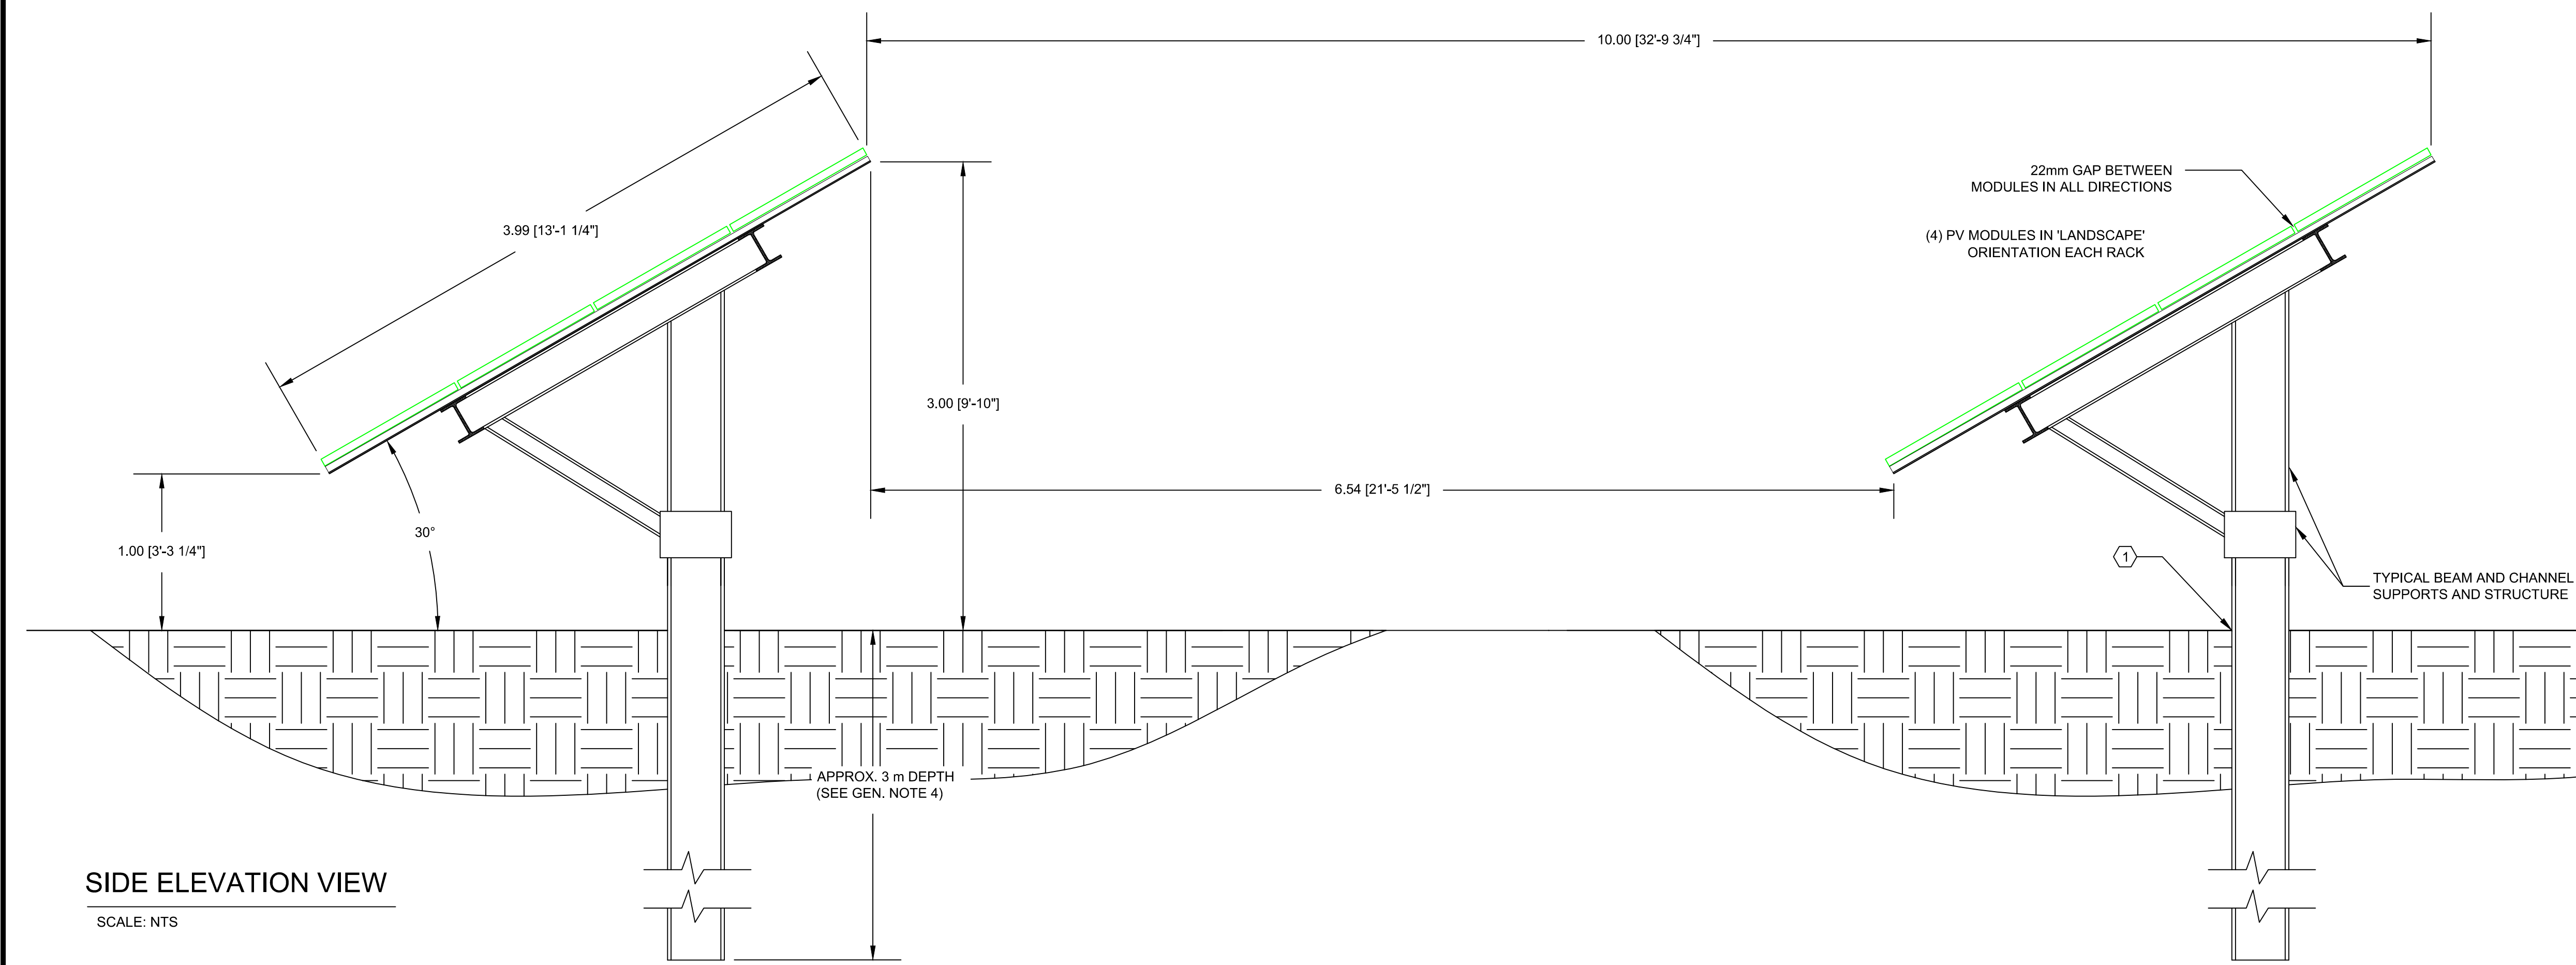 10.00 [32'-9 3/4"]
22mm GAP BETWEEN
MODULES IN ALL DIRECTIONS
3.99 [13'-1 1/4"]
(4) PV MODULES IN 'LANDSCAPE'
ORIENTATION EACH RACK
3.00 [9'-10"]
6.54 [21'-5 1/2"]
30°
1.00 [3'-3 1/4"]
1
TYPICAL BEAM AND CHANNEL
SUPPORTS AND STRUCTURE
APPROX. 3 m DEPTH
(SEE GEN. NOTE 4)
SIDE ELEVATION VIEW
SCALE: NTS